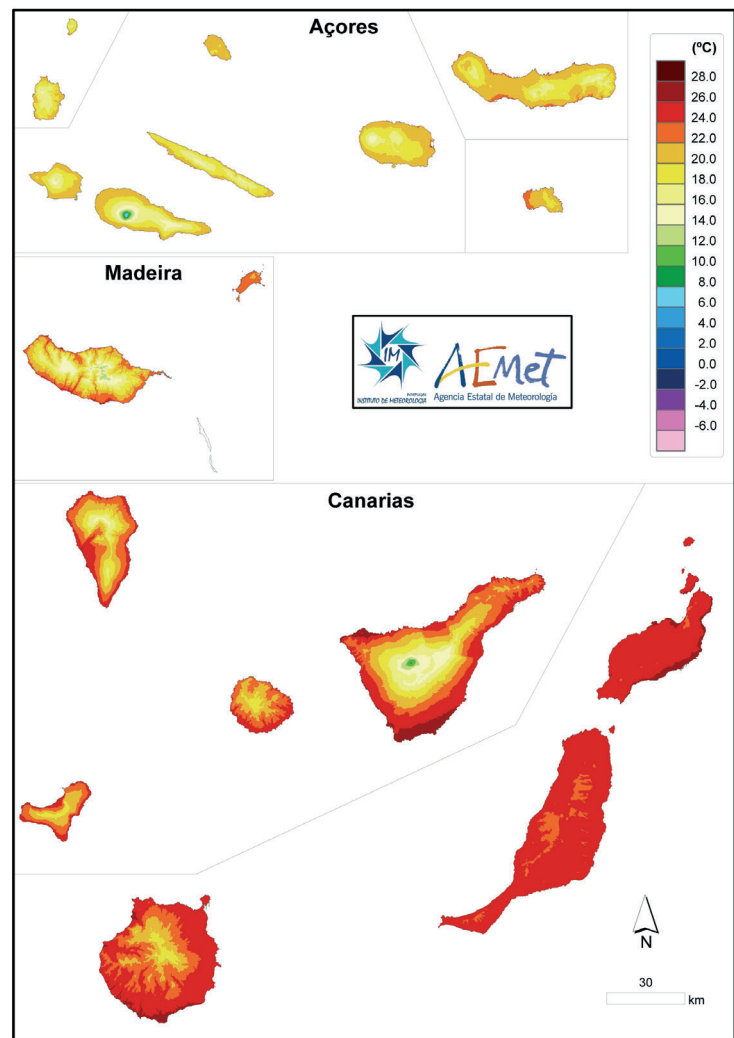 Açores
(ºC)
28.0
26.0
24.0
22.0
20.0
18.0
16.0
14.0
12.0
10.0
8.0
6.0
4.0
2.0
0.0
-2.0
-4.0
-6.0
Madeira
IM
PORTUGAL
INSTITUTO DE METEOROLOGIA
AEMet
Agencia Estatal de Meteorología
Canarias
N
30
km